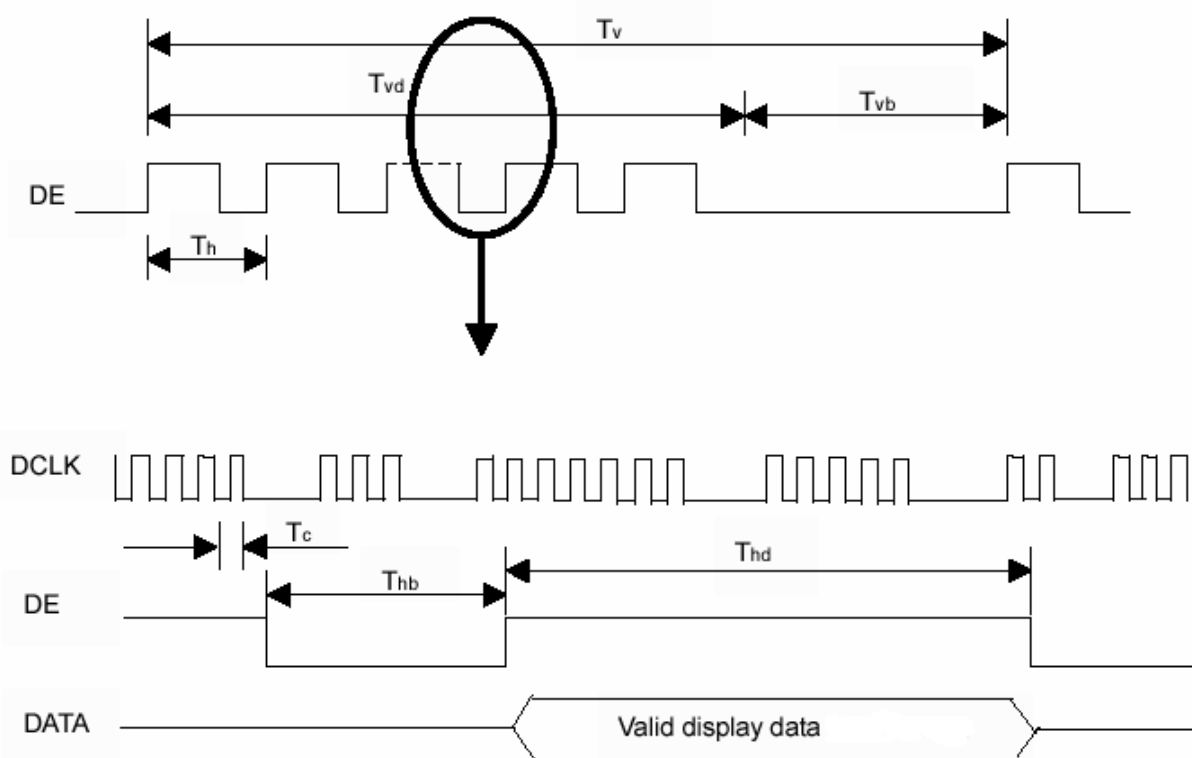 Tv
Tvd
Tvb
DE
Th
DCLK
Tc
Thd
Thb
DE
DATA
Valid display data